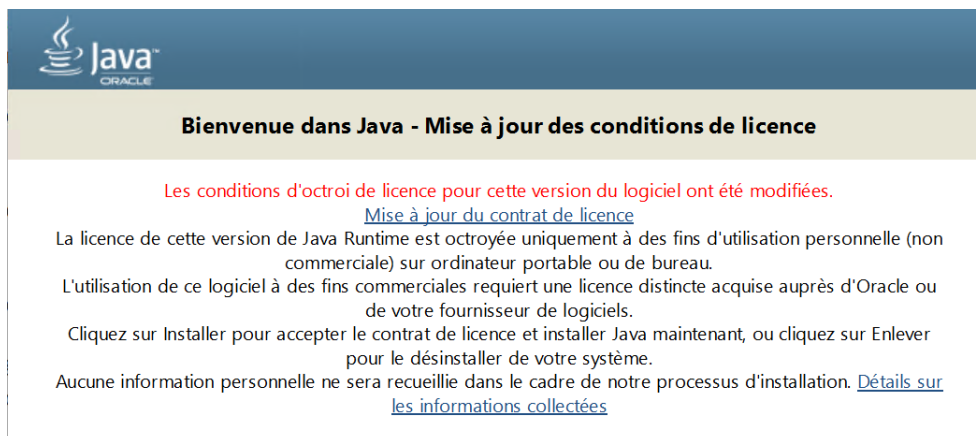 Java™
ORACLE
Bienvenue dans Java - Mise à jour des conditions de licence
Les conditions d'octroi de licence pour cette version du logiciel ont été modifiées.
Mise à jour du contrat de licence
La licence de cette version de Java Runtime est octroyée uniquement à des fins d'utilisation personnelle (non
commerciale) sur ordinateur portable ou de bureau.
L'utilisation de ce logiciel à des fins commerciales requiert une licence distincte acquise auprès d'Oracle ou
de votre fournisseur de logiciels.
Cliquez sur Installer pour accepter le contrat de licence et installer Java maintenant, ou cliquez sur Enlever
pour le désinstaller de votre système.
Aucune information personnelle ne sera recueillie dans le cadre de notre processus d'installation. Détails sur
les informations collectées